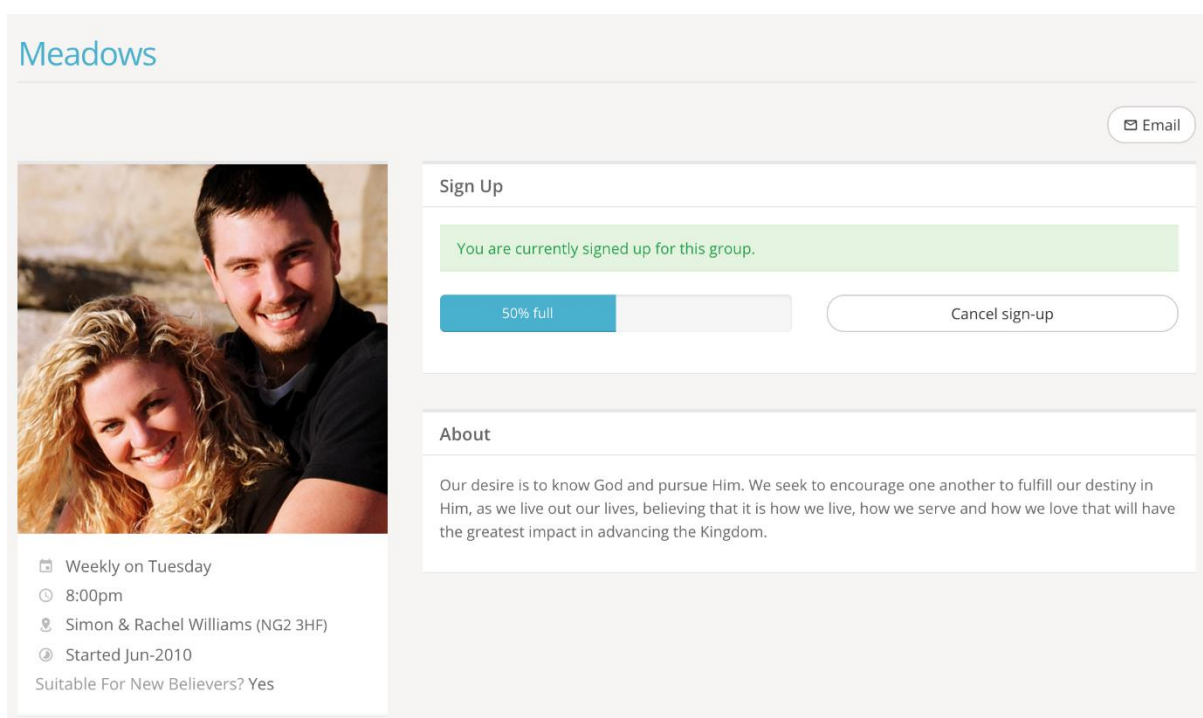 Meadows
Email
Sign Up
You are currently signed up for this group.
50% full
Cancel sign-up
About
Our desire is to know God and pursue Him. We seek to encourage one another to fulfill our destiny in
Him, as we live out our lives, believing that it is how we live, how we serve and how we love that will have
the greatest impact in advancing the Kingdom.
Weekly on Tuesday
8:00pm
Simon & Rachel Williams (NG2 3HF)
Started Jun-2010
Suitable For New Believers? Yes